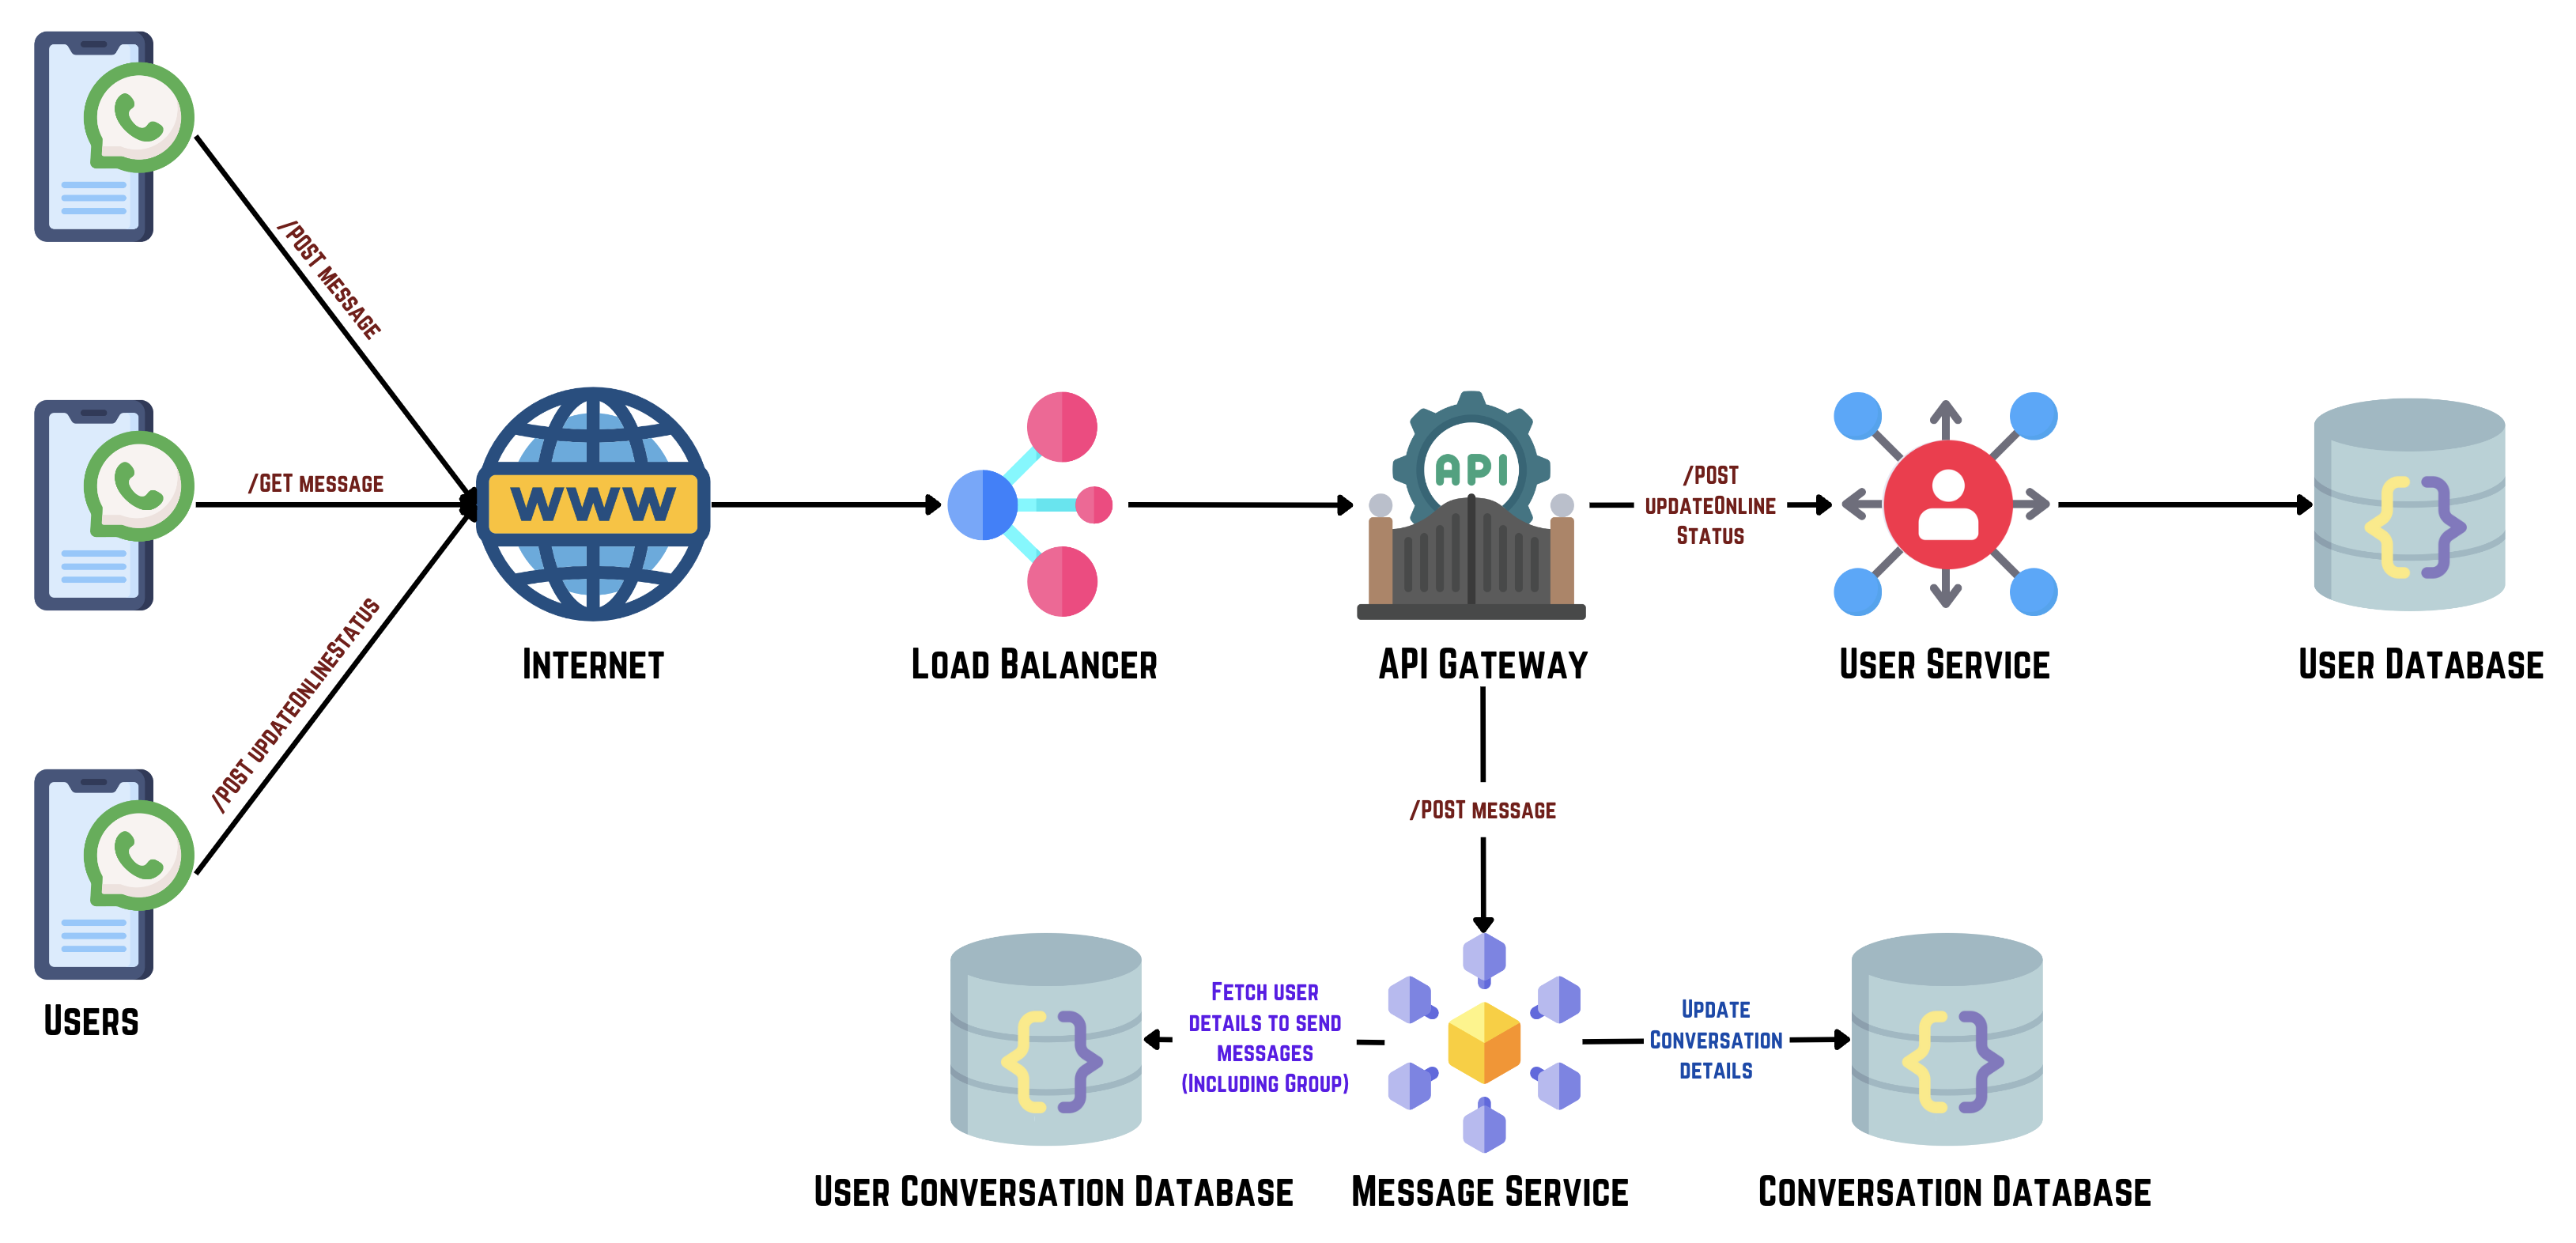 /POST MESSAGE
/GET MESSAGE
/POST UPDATEONLINESTATUS
USERS
WWW
INTERNET
LOAD BALANCER
API
API GATEWAY
/POST
UPDATEONLINE
STATUS
USER SERVICE
USER DATABASE
/POST MESSAGE
FETCH USER
DETAILS TO SEND
MESSAGES
(INCLUDING GROUP)
UPDATE
CONVERSATION
DETAILS
USER CONVERSATION DATABASE
MESSAGE SERVICE
CONVERSATION DATABASE